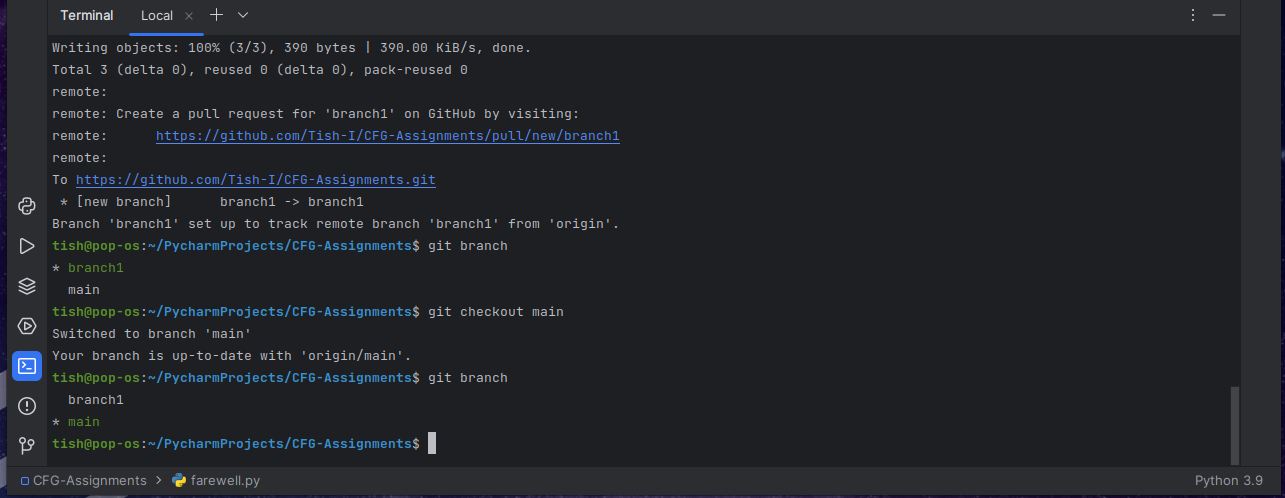 Terminal Local
Writing objects: 100% (3/3), 390 bytes | 390.00 KiB/s, done.
Total 3 (delta 0), reused 0 (delta 0), pack-reused 0
remote:
remote: Create a pull request for 'branch1' on GitHub by visiting:
remote:      https://github.com/Tish-I/CFG-Assignments/pull/new/branch1
remote:
To https://github.com/Tish-I/CFG-Assignments.git
 * [new branch]      branch1 -> branch1
Branch 'branch1' set up to track remote branch 'branch1' from 'origin'.
tish@pop-os:~/PycharmProjects/CFG-Assignments$ git branch
* branch1
  main
tish@pop-os:~/PycharmProjects/CFG-Assignments$ git checkout main
Switched to branch 'main'
Your branch is up-to-date with 'origin/main'.
tish@pop-os:~/PycharmProjects/CFG-Assignments$ git branch
  branch1
* main
tish@pop-os:~/PycharmProjects/CFG-Assignments$
CFG-Assignments > farewell.py Python 3.9